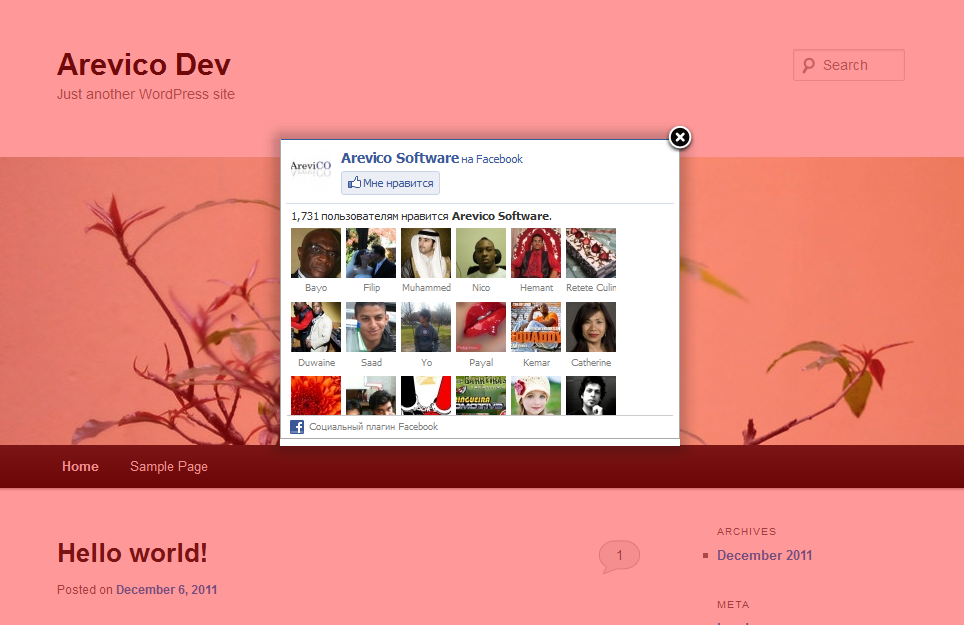 Arevico Dev
Just another WordPress site
Search
AreviCO
Arevico Software на Facebook
Мне нравится
1,731 пользователям нравится Arevico Software.
Bayo Filip Muhammed Nico Hemant Retete Culin
Duwaine Saad Yo Payal Kemar Catherine
Социальный плагин Facebook
Home Sample Page
Hello world!
1
Posted on December 6, 2011
ARCHIVES
December 2011
META